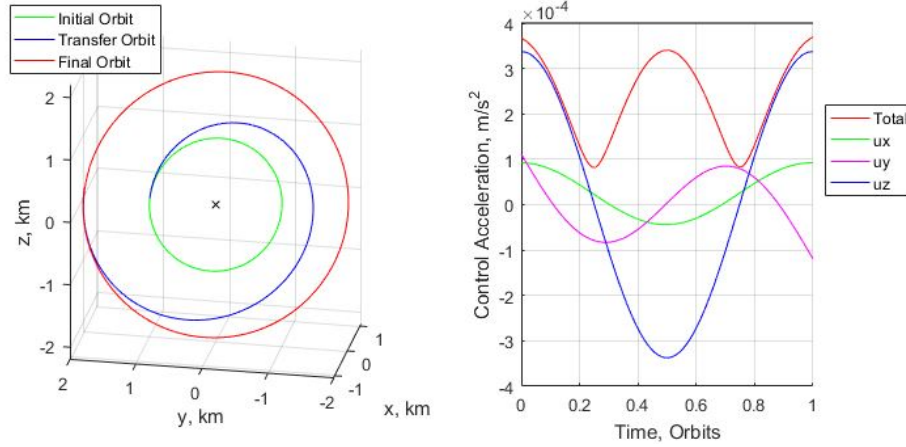 Initial Orbit
Transfer Orbit
Final Orbit
2
1
0
-1
-2
z, km
2
1
0
-1
-2
y, km
1
0
-1
x, km
×10⁻⁴
4
3
2
1
0
-1
-2
-3
-4
Control Acceleration, m/s²
0
0.2
0.4
0.6
0.8
1
Time, Orbits
Total
ux
uy
uz